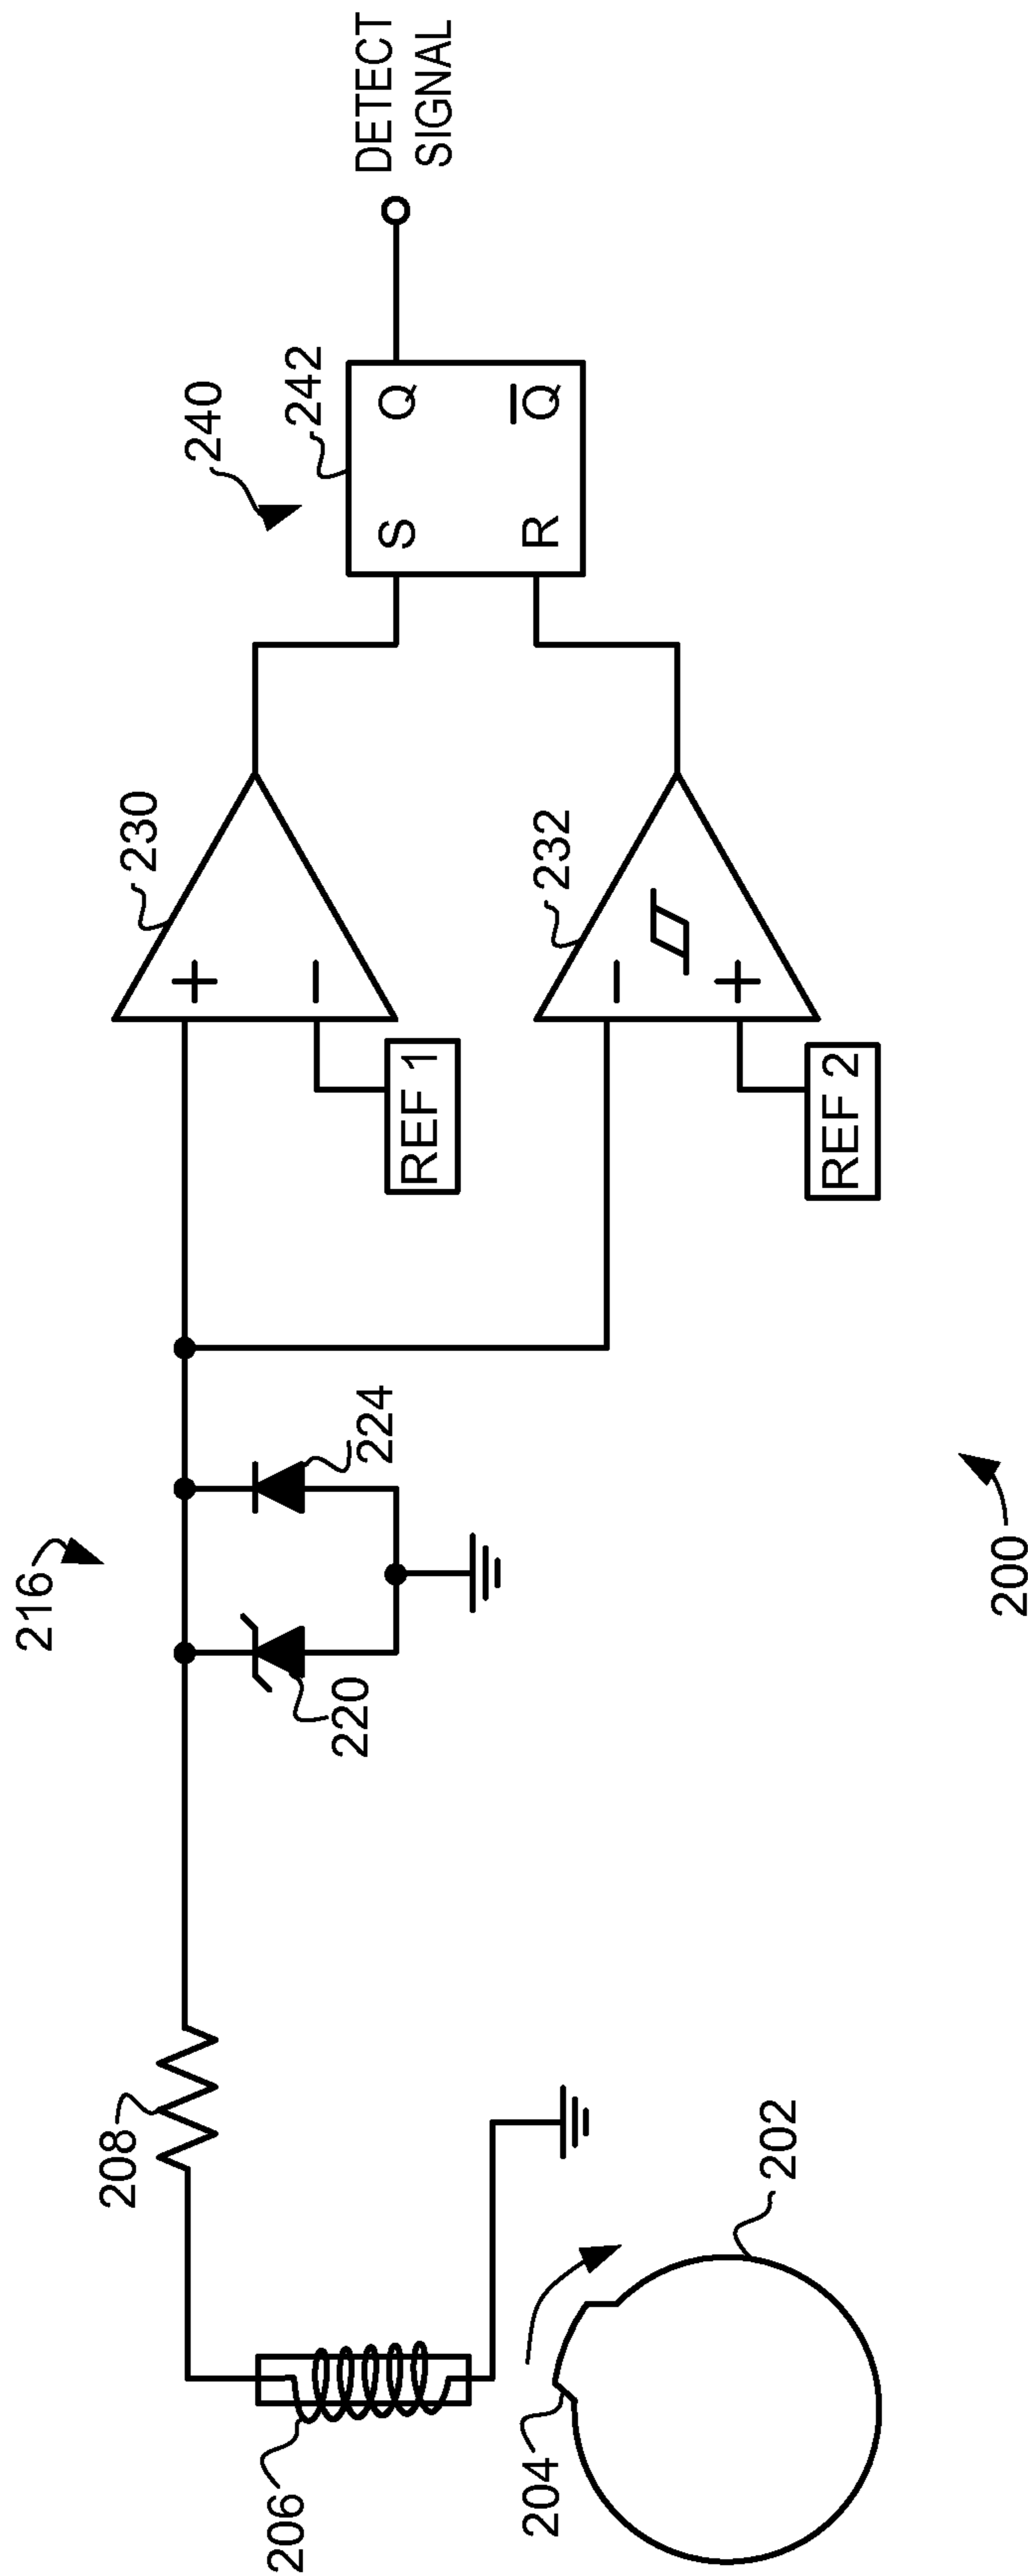 216
208
206
204
202
220
224
REF 1
REF 2
+
−
−
+
230
232
240
242
S
Q
R
Q̅
DETECT
SIGNAL
200